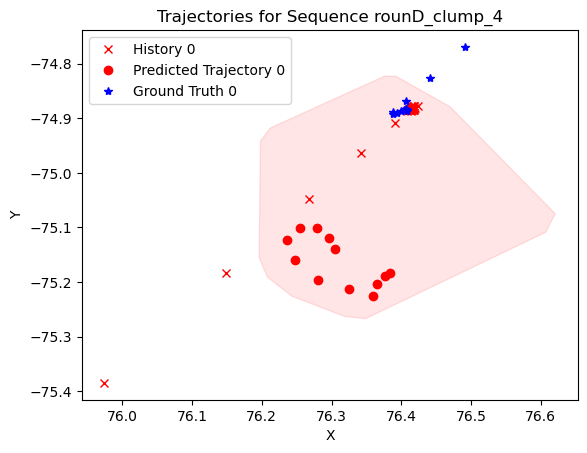 Trajectories for Sequence rounD_clump_4
History 0
Predicted Trajectory 0
Ground Truth 0
−74.8
−74.9
−75.0
−75.1
−75.2
−75.3
−75.4
Y
76.0 76.1 76.2 76.3 76.4 76.5 76.6
X